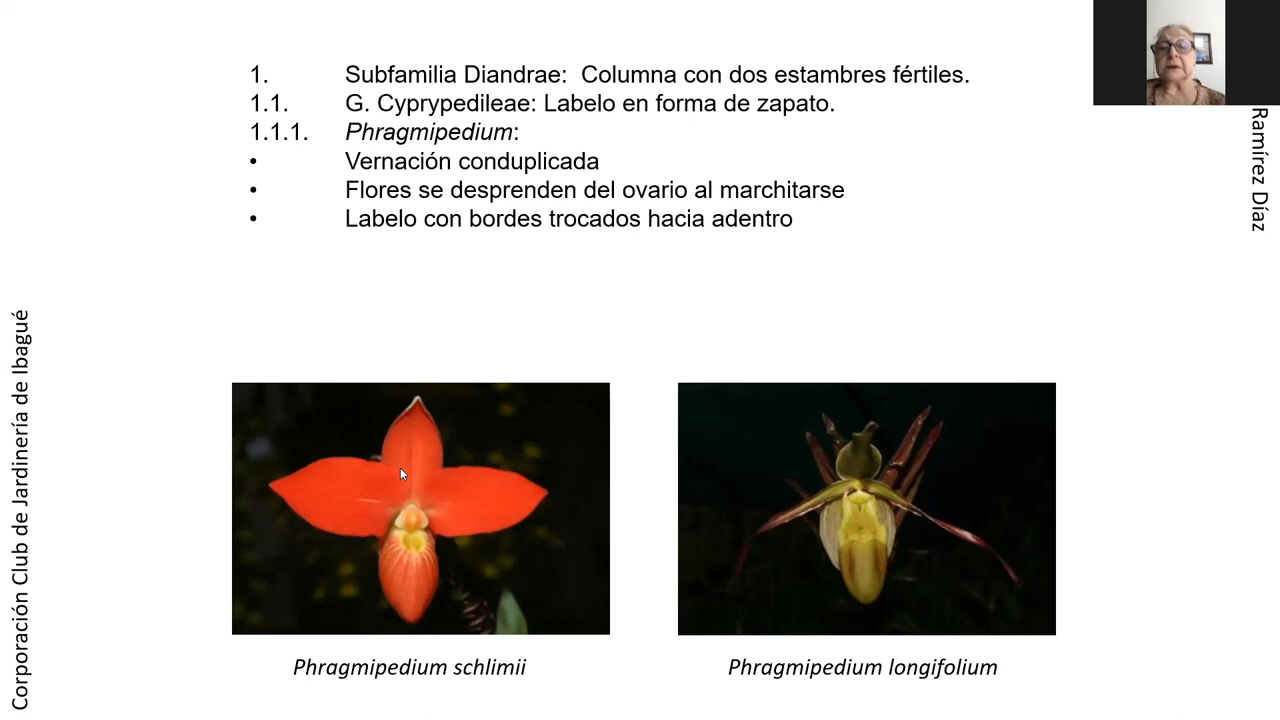 1. Subfamilia Diandrae: Columna con dos estambres fértiles.
1.1. G. Cyprypedileae: Labelo en forma de zapato.
1.1.1. Phragmipedium:
• Vernación conduplicada
• Flores se desprenden del ovario al marchitarse
• Labelo con bordes trocados hacia adentro
Phragmipedium schlimii
Phragmipedium longifolium
Corporación Club de Jardinería de Ibagué
Ramírez Díaz